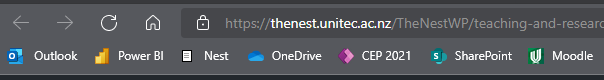 https://thenest.unitec.ac.nz/TheNestWP/teaching-and-researc
Outlook Power BI Nest OneDrive CEP 2021 SharePoint Moodle